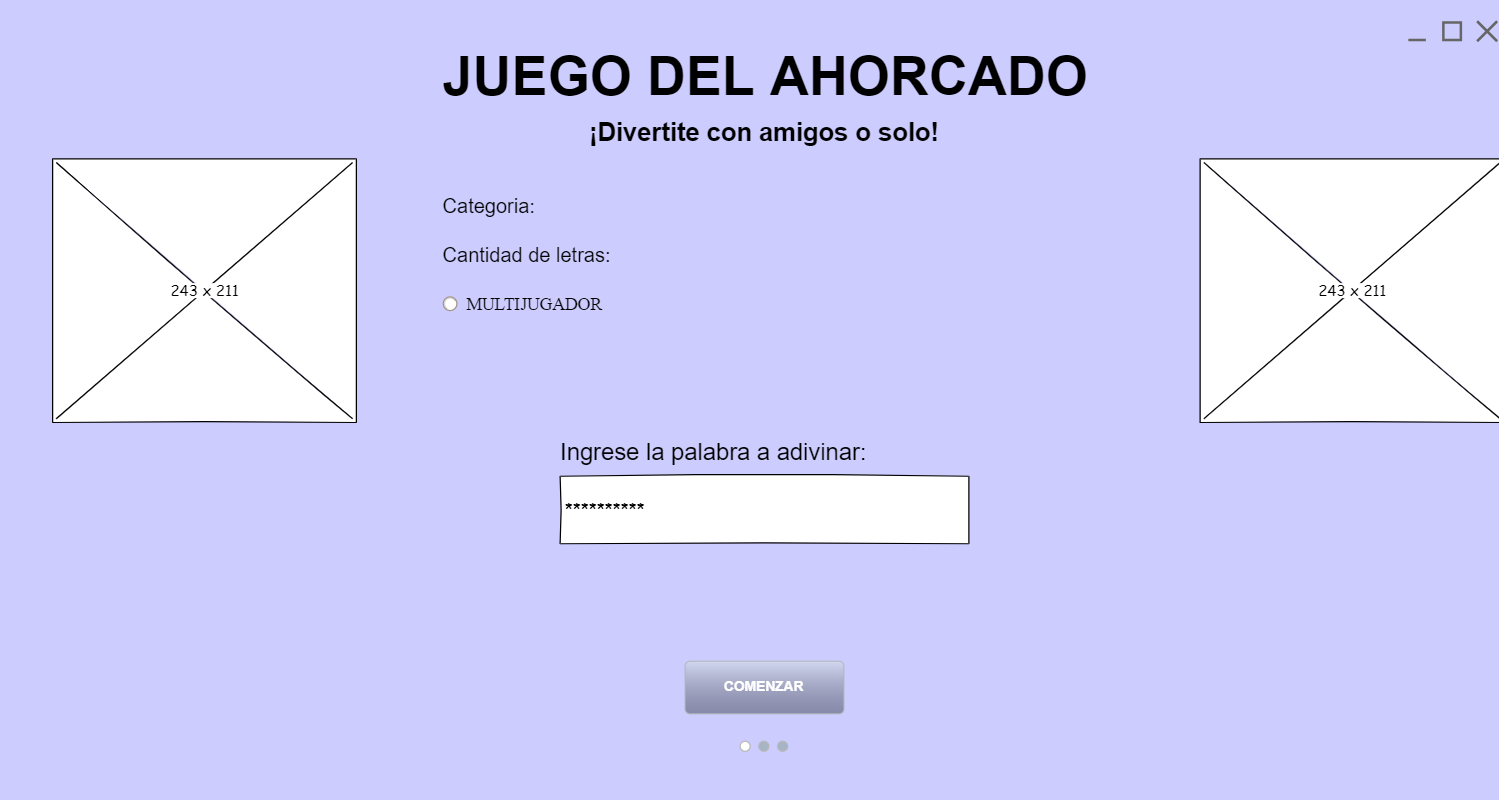 JUEGO DEL AHORCADO
¡Divertite con amigos o solo!
243 x 211
Categoria:
Cantidad de letras:
MULTIJUGADOR
243 x 211
Ingrese la palabra a adivinar:
**********
COMENZAR